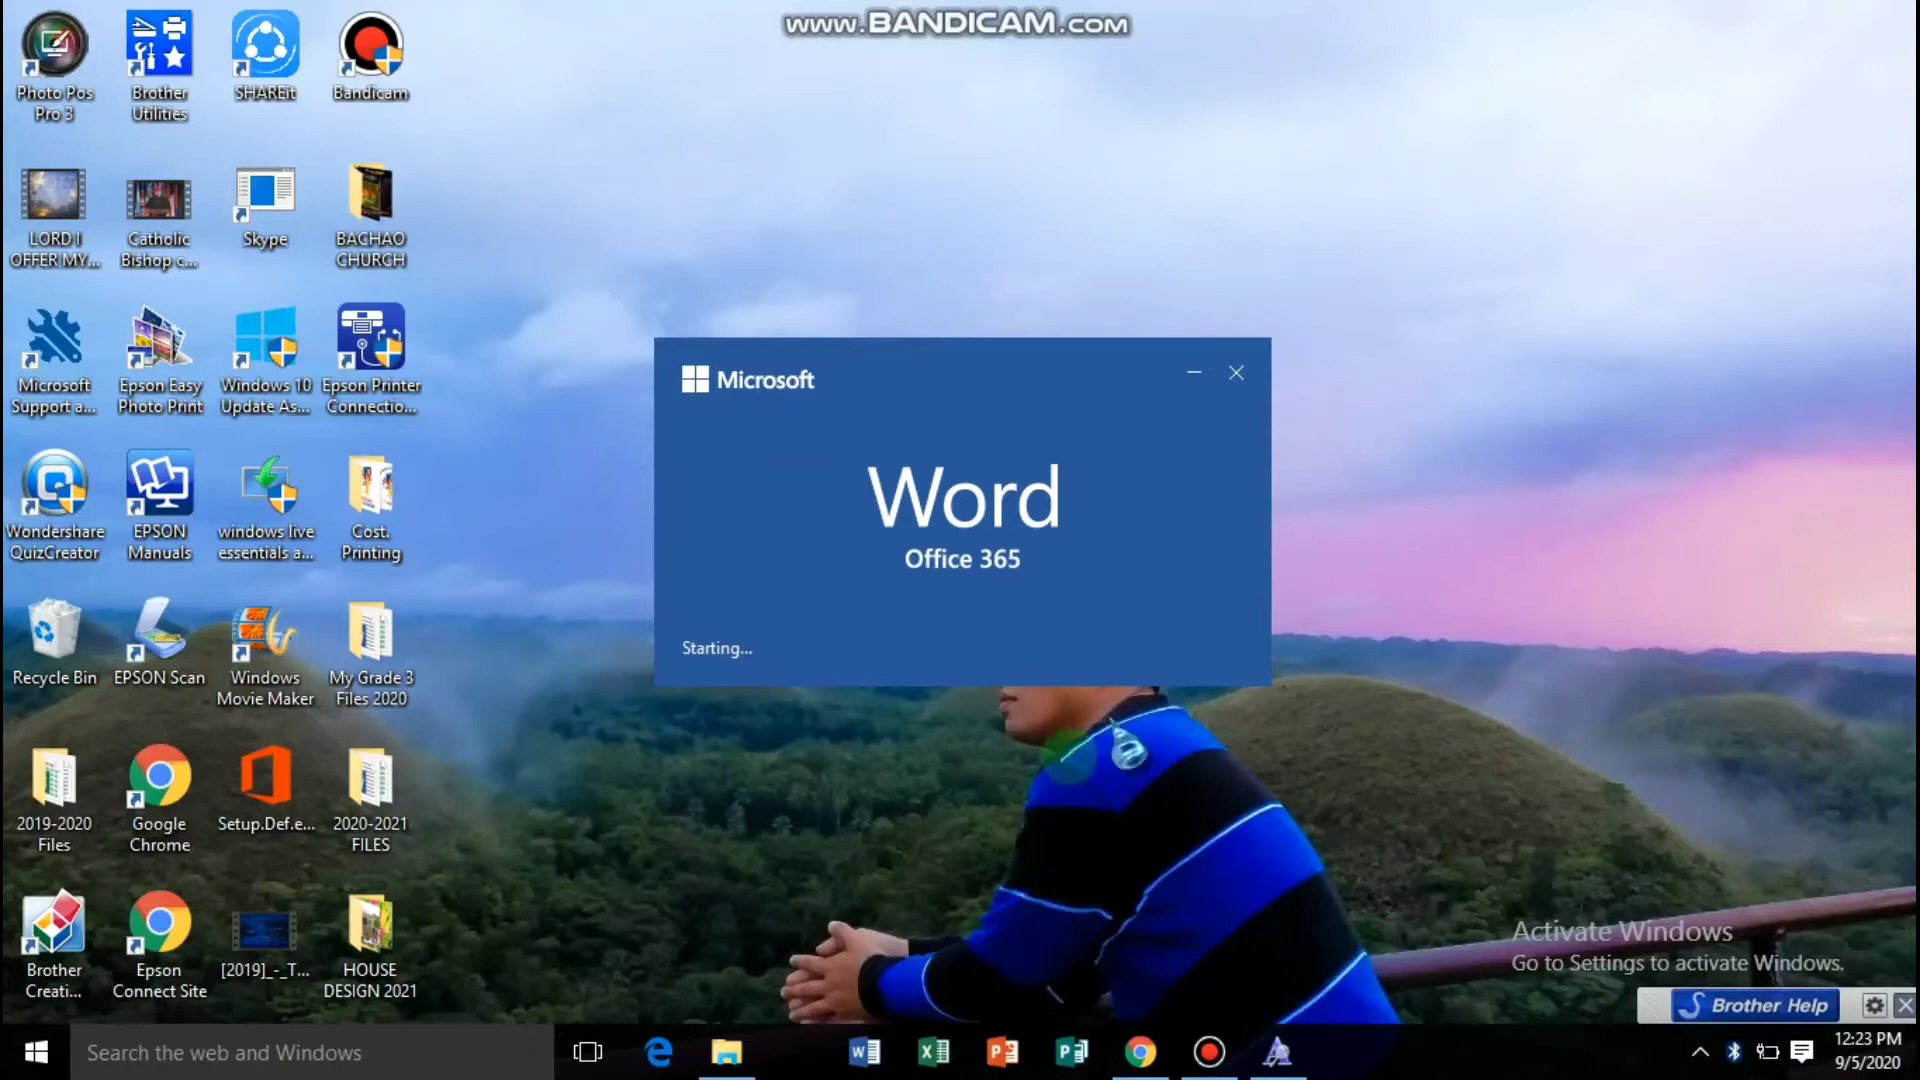 www.BANDICAM.com
Photo Pos
Pro 3
Brother
Utilities
SHAREit
Bandicam
LORD I
OFFER MY...
Catholic
Bishop c...
Skype
BACHAO
CHURCH
Microsoft
Support a...
Epson Easy
Photo Print
Windows 10
Update As...
Epson Printer
Connectio...
Wondershare
QuizCreator
EPSON
Manuals
windows live
essentials a...
Cost.
Printing
Recycle Bin
EPSON Scan
Windows
Movie Maker
My Grade 3
Files 2020
2019-2020
Files
Google
Chrome
Setup.Def.e...
2020-2021
FILES
Brother
Creati...
Epson
Connect Site
[2019]_-_T...
HOUSE
DESIGN 2021
Microsoft
Word
Office 365
Starting...
Activate Windows
Go to Settings to activate Windows.
Brother Help
Search the web and Windows
12:23 PM
9/5/2020